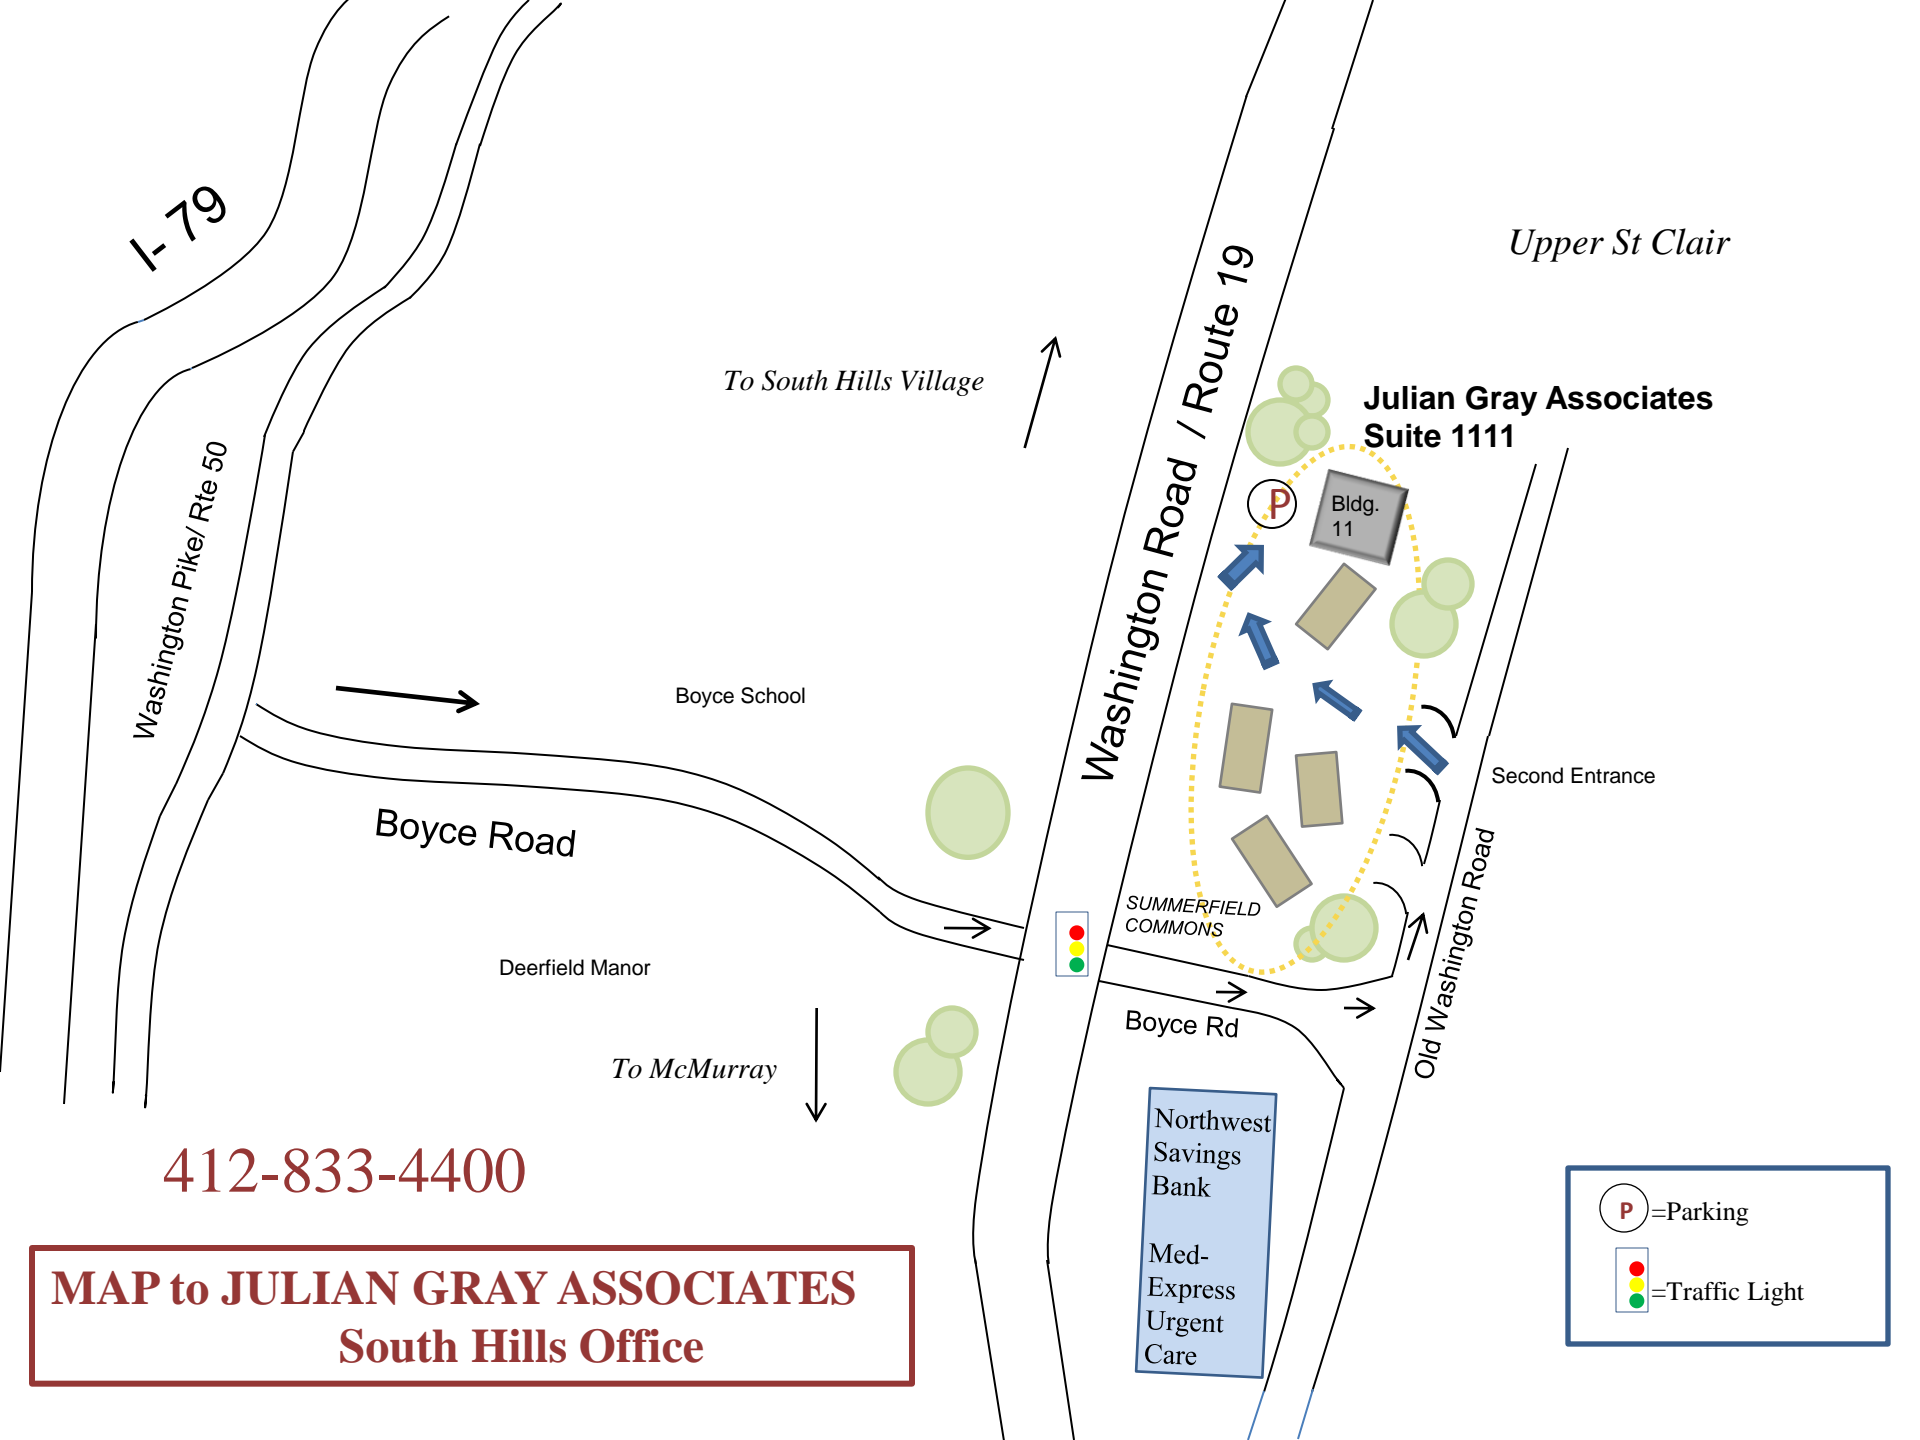 I- 79
Upper St Clair
Washington Road / Route 19
To South Hills Village
Julian Gray Associates
Suite 1111
P
Bldg.
11
Washington Pike/ Rte 50
Boyce School
Second Entrance
Boyce Road
SUMMERFIELD
COMMONS
Old Washington Road
Deerfield Manor
Boyce Rd
To McMurray
Northwest
Savings
Bank
Med-
Express
Urgent
Care
412-833-4400
P =Parking
=Traffic Light
MAP to JULIAN GRAY ASSOCIATES
South Hills Office